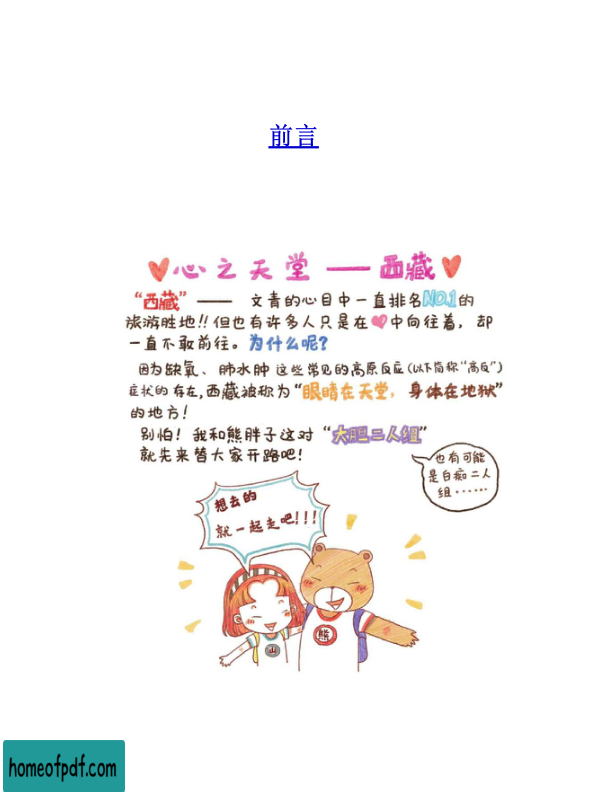 前言
心之天堂——西藏
“西藏”—— 文青的心目中一直排名NO.1的
旅游胜地!!但也有许多人只是在❤中向往着,却
一直不敢前往。为什么呢?
因为缺氧、肺水肿这些常见的高原反应(以下简称“高反”)
症状的存在,西藏被称为“眼睛在天堂,身体在地狱”
的地方!
别怕!我和熊胖子这对“大胆二人组”
就先来替大家开路吧!
也有可能
是白痴二人
组······
想去的
就一起走吧!!!
山
熊
homeofpdf.com